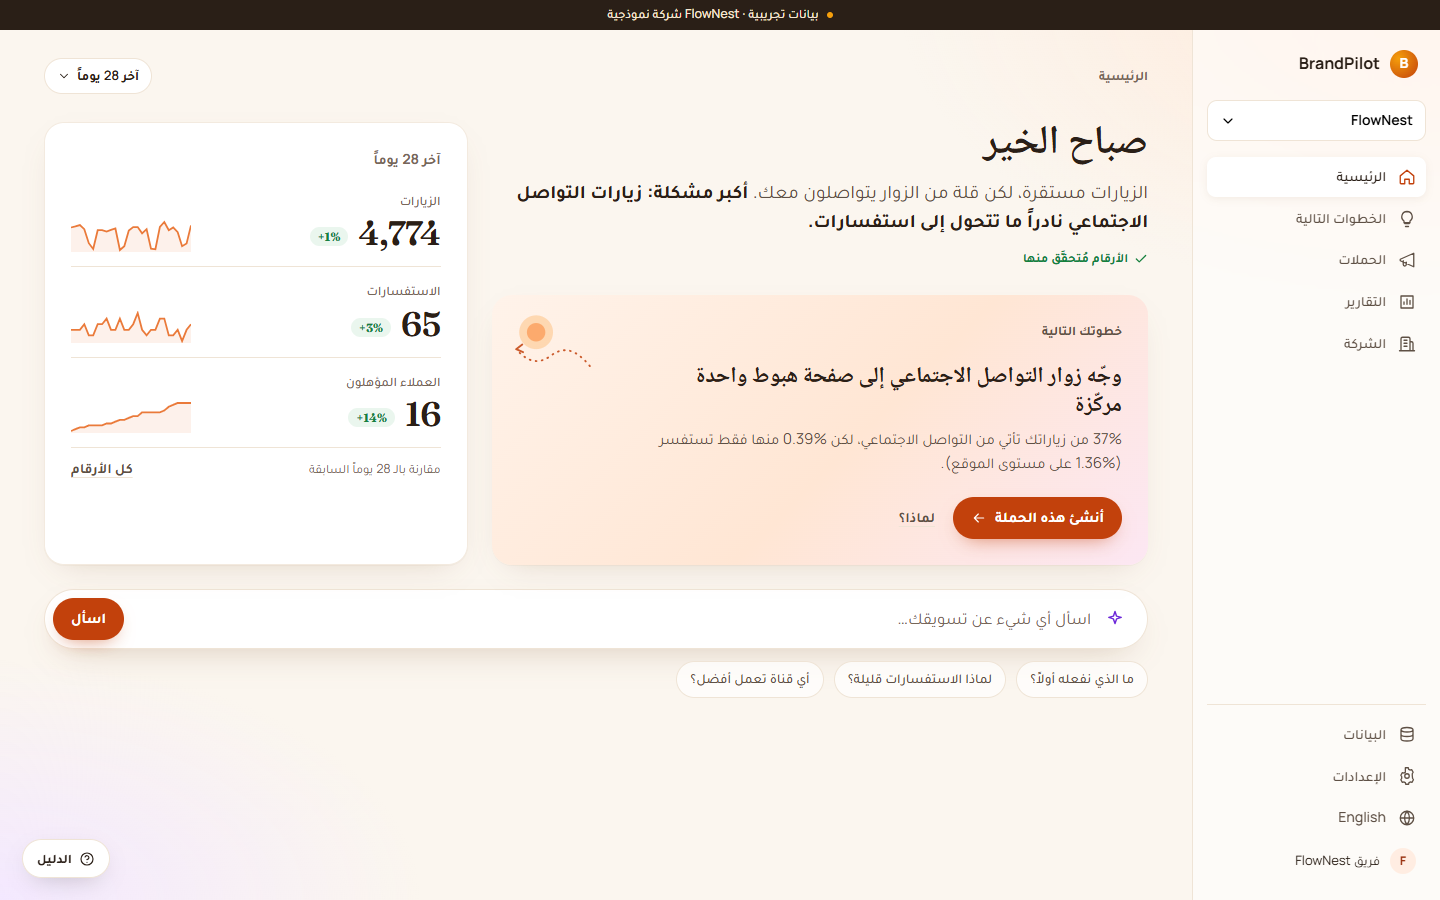 بيانات تجريبية · FlowNest شركة نموذجية
B BrandPilot
FlowNest
الرئيسية
الخطوات التالية
الحملات
التقارير
الشركة
البيانات
الإعدادات
English
F فريق FlowNest
الرئيسية
آخر 28 يوماً
صباح الخير
الزيارات مستقرة، لكن قلة من الزوار يتواصلون معك. أكبر مشكلة: زيارات التواصل
الاجتماعي نادراً ما تتحول إلى استفسارات.
الأرقام مُتحقَّق منها
خطوتك التالية
وجّه زوار التواصل الاجتماعي إلى صفحة هبوط واحدة
مركّزة
37% من زياراتك تأتي من التواصل الاجتماعي، لكن 0.39% منها فقط تستفسر
(1.36% على مستوى الموقع).
أنشئ هذه الحملة
لماذا؟
آخر 28 يوماً
الزيارات
4,774 +1%
الاستفسارات
65 +3%
العملاء المؤهلون
16 +14%
مقارنة بالـ 28 يوماً السابقة
كل الأرقام
اسأل أي شيء عن تسويقك...
اسأل
ما الذي نفعله أولاً؟
لماذا الاستفسارات قليلة؟
أي قناة تعمل أفضل؟
الدليل